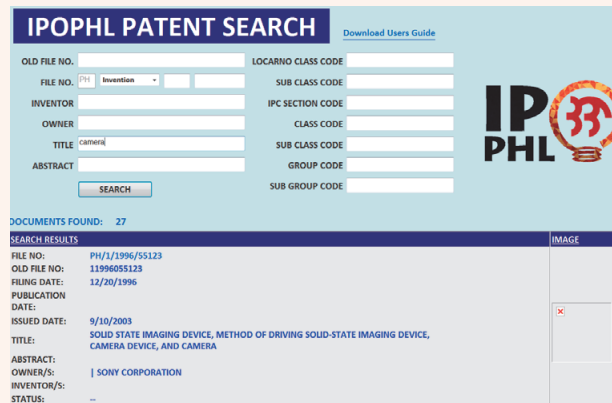 IPOPHL PATENT SEARCH
Download Users Guide
OLD FILE NO.
LOCARNO CLASS CODE
FILE NO. PH Invention
SUB CLASS CODE
INVENTOR
IPC SECTION CODE
OWNER
CLASS CODE
TITLE camera
SUB CLASS CODE
ABSTRACT
GROUP CODE
SEARCH
SUB GROUP CODE
IP
PHL
DOCUMENTS FOUND: 27
SEARCH RESULTS
IMAGE
FILE NO: PH/1/1996/55123
OLD FILE NO: 11996055123
FILING DATE: 12/20/1996
PUBLICATION
DATE:
ISSUED DATE: 9/10/2003
TITLE: SOLID STATE IMAGING DEVICE, METHOD OF DRIVING SOLID-STATE IMAGING DEVICE,
CAMERA DEVICE, AND CAMERA
ABSTRACT:
OWNER/S: | SONY CORPORATION
INVENTOR/S:
STATUS: --